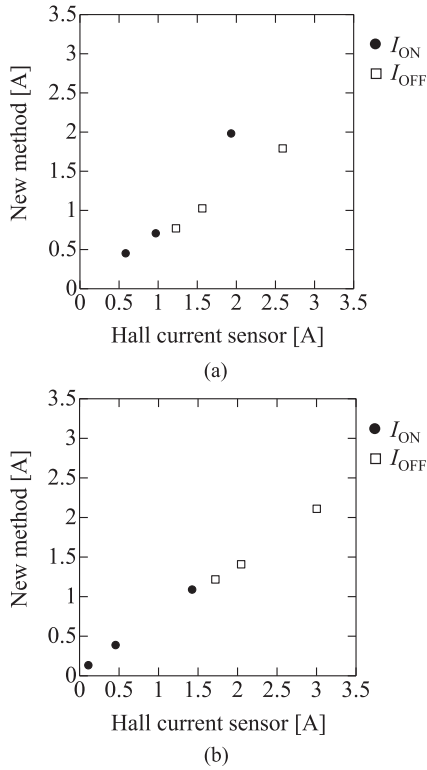 3.5
3
2.5
2
1.5
1
0.5
0
New method [A]
0 0.5 1 1.5 2 2.5 3 3.5
Hall current sensor [A]
● I_ON
□ I_OFF
(a)
3.5
3
2.5
2
1.5
1
0.5
0
New method [A]
0 0.5 1 1.5 2 2.5 3 3.5
Hall current sensor [A]
● I_ON
□ I_OFF
(b)